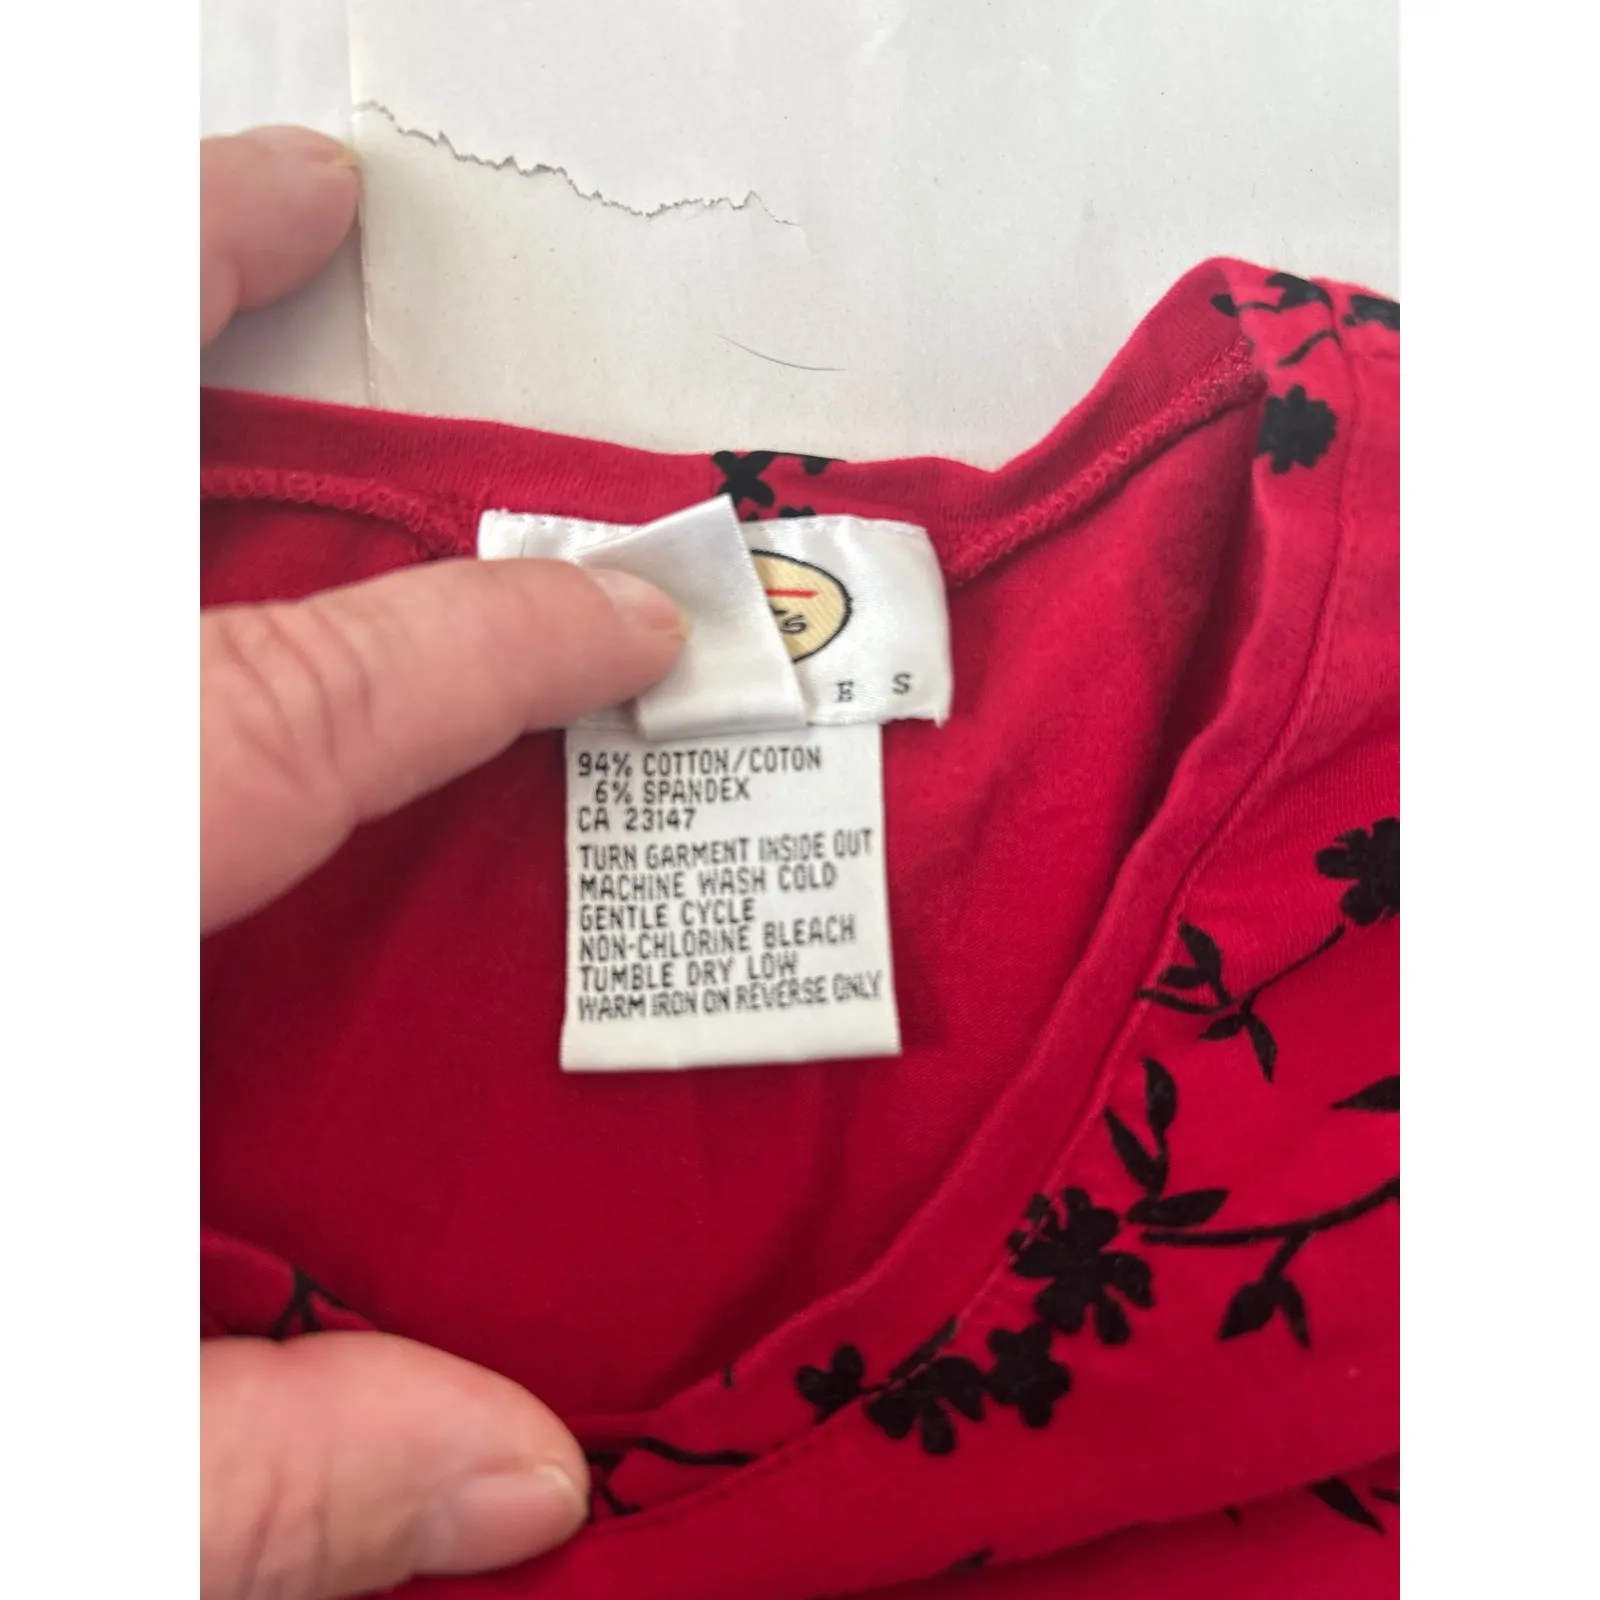 E S
94% COTTON/COTON
6% SPANDEX
CA 23147
TURN GARMENT INSIDE OUT
MACHINE WASH COLD
GENTLE CYCLE
NON-CHLORINE BLEACH
TUMBLE DRY LOW
WARM IRON ON REVERSE ONLY